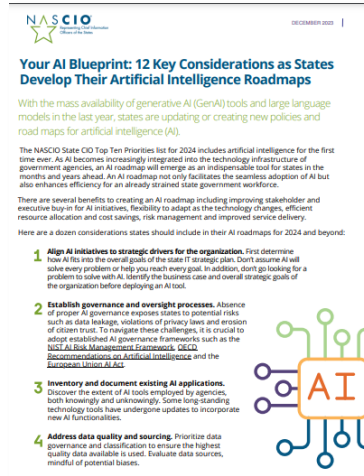 NASCIO
Representing Chief Information
Officers of the States
DECEMBER 2023
Your AI Blueprint: 12 Key Considerations as States
Develop Their Artificial Intelligence Roadmaps
With the mass availability of generative AI (GenAI) tools and large language
models in the last year, states are updating or creating new policies and
road maps for artificial intelligence (AI).
The NASCIO State CIO Top Ten Priorities list for 2024 includes artificial intelligence for the first
time ever. As AI becomes increasingly integrated into the technology infrastructure of
government agencies, an AI roadmap will emerge as an indispensable tool for states in the
months and years ahead. An AI roadmap not only facilitates the seamless adoption of AI but
also enhances efficiency for an already strained state government workforce.
There are several benefits to creating an AI roadmap including improving stakeholder and
executive buy-in for AI initiatives, flexibility to adapt as the technology changes, efficient
resource allocation and cost savings, risk management and improved service delivery.
Here are a dozen considerations states should include in their AI roadmaps for 2024 and beyond:
1 Align AI initiatives to strategic drivers for the organization. First determine
how AI fits into the overall goals of the state IT strategic plan. Don't assume AI will
solve every problem or help you reach every goal. In addition, don't go looking for a
problem to solve with AI. Identify the business case and overall strategic goals of
the organization before deploying an AI tool.
2 Establish governance and oversight processes. Absence
of proper AI governance exposes states to potential risks
such as data leakage, violations of privacy laws and erosion
of citizen trust. To navigate these challenges, it is crucial to
adopt established AI governance frameworks such as the
NIST AI Risk Management Framework, OECD
Recommendations on Artificial Intelligence and the
European Union AI Act.
3 Inventory and document existing AI applications.
Discover the extent of AI tools employed by agencies,
both knowingly and unknowingly. Some long-standing
technology tools have undergone updates to incorporate
new AI functionalities.
4 Address data quality and sourcing. Prioritize data
governance and classification to ensure the highest
quality data available is used. Evaluate data sources,
mindful of potential biases.
AI